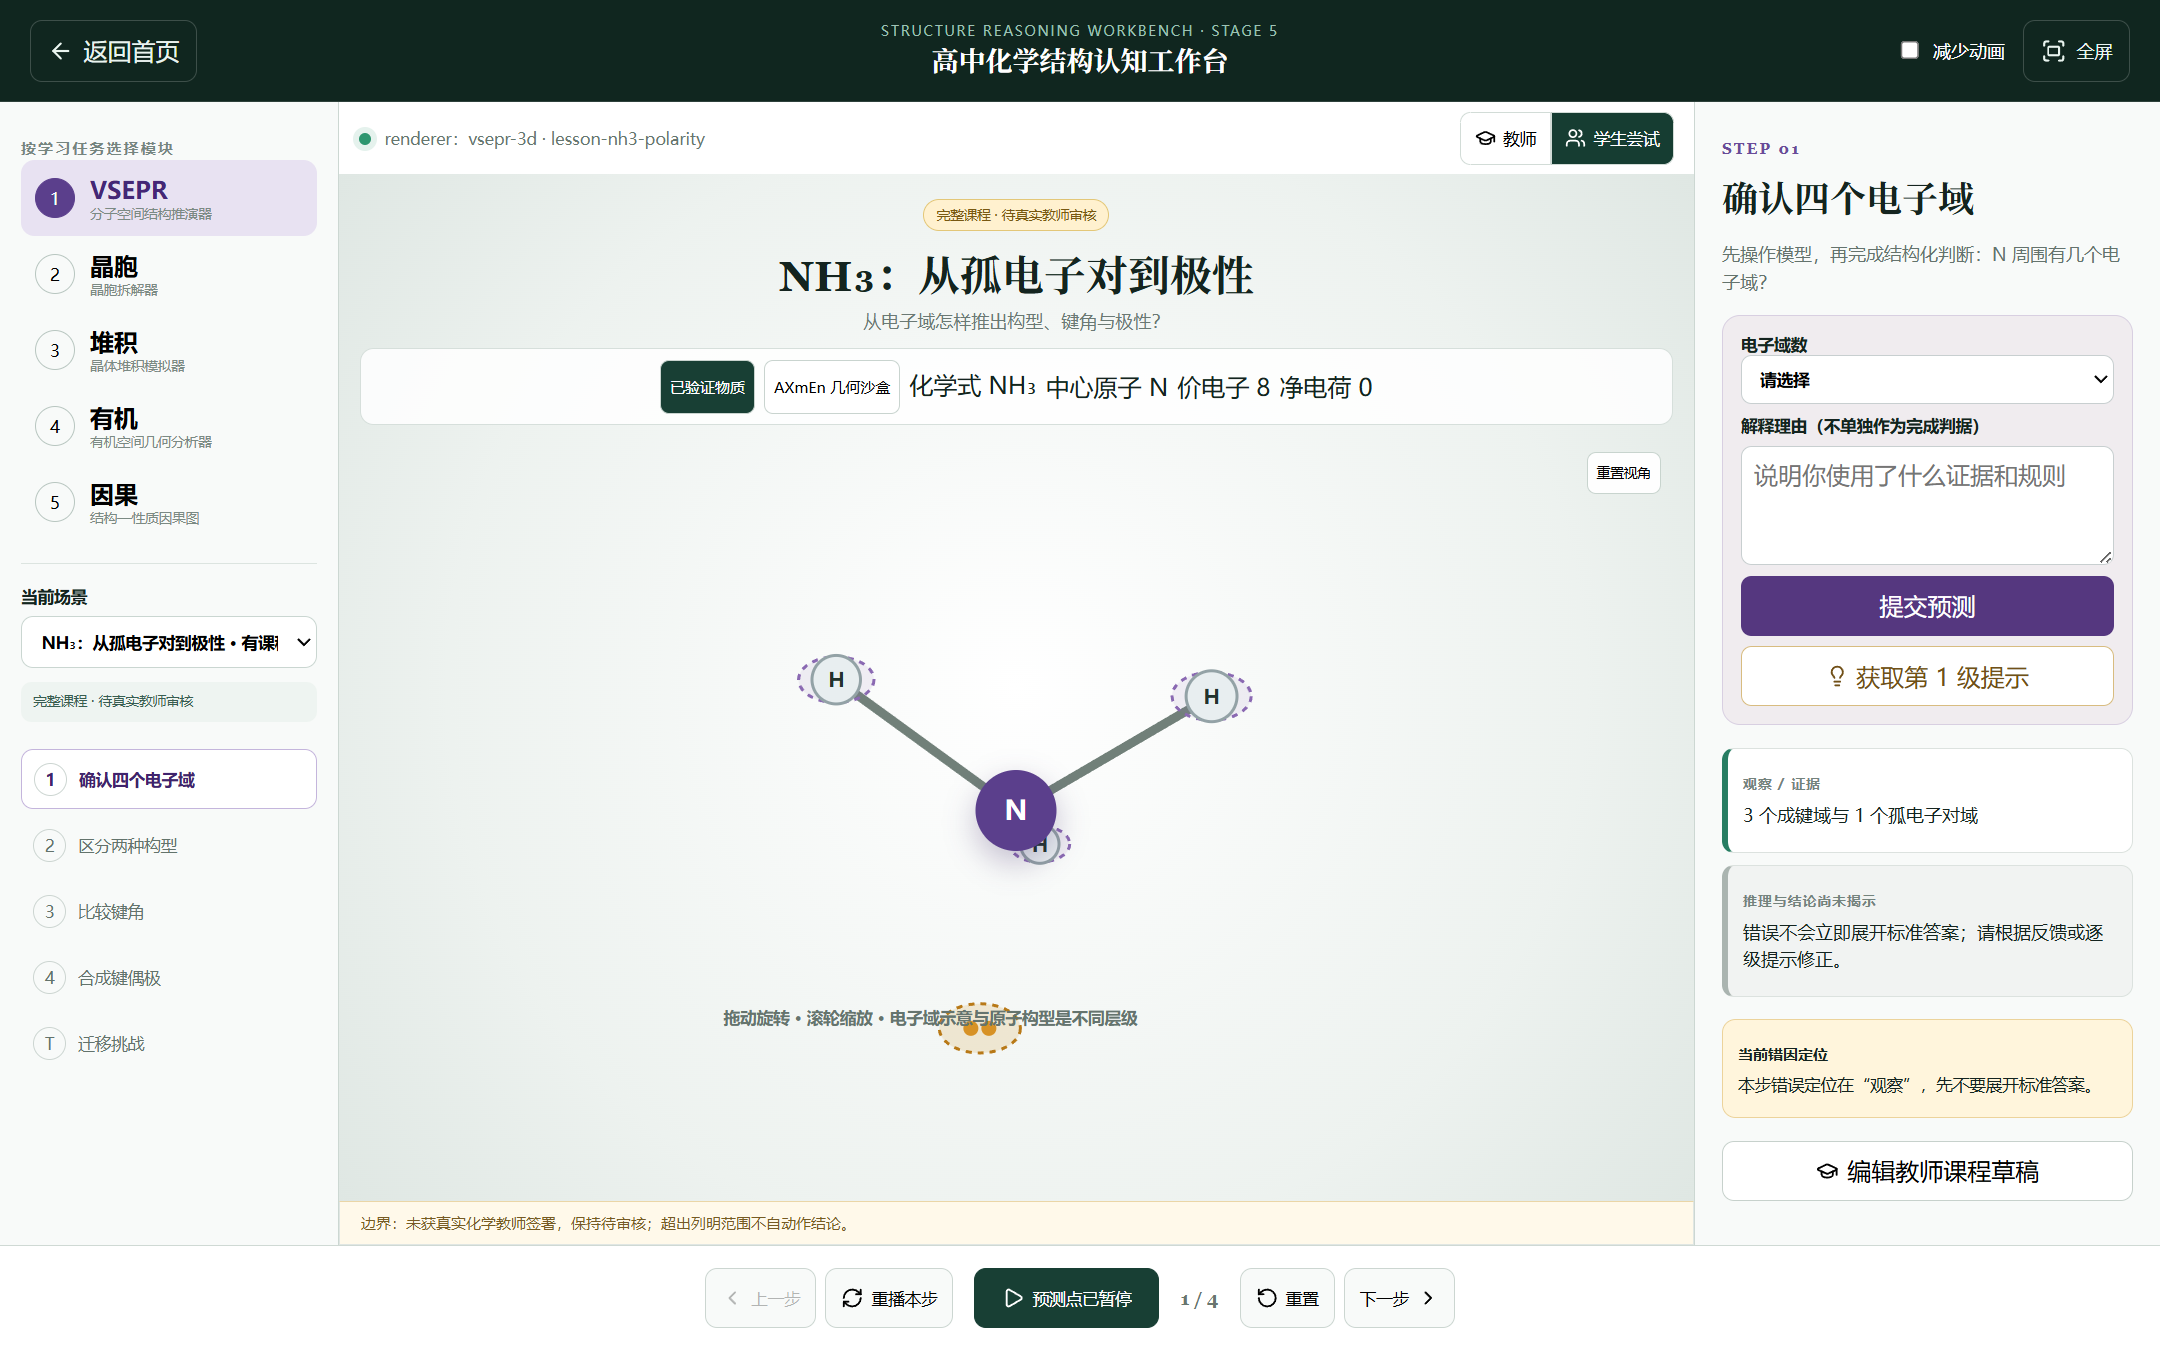 返回首页
STRUCTURE REASONING WORKBENCH · STAGE 5
高中化学结构认知工作台
减少动画
全屏
按学习任务选择模块
1
VSEPR
分子空间结构推演器
2
晶胞
晶胞拆解器
3
堆积
晶体堆积模拟器
4
有机
有机空间几何分析器
5
因果
结构—性质因果图
当前场景
NH₃：从孤电子对到极性 • 有课
完整课程 · 待真实教师审核
1 确认四个电子域
2 区分两种构型
3 比较键角
4 合成键偶极
T 迁移挑战
renderer：vsepr-3d · lesson-nh3-polarity
教师
学生尝试
完整课程 · 待真实教师审核
NH₃：从孤电子对到极性
从电子域怎样推出构型、键角与极性？
已验证物质
AXmEn 几何沙盒
化学式 NH₃ 中心原子 N 价电子 8 净电荷 0
重置视角
H
H
N
H
拖动旋转 • 滚轮缩放 • 电子域示意与原子构型是不同层级
边界：未获真实化学教师签署，保持待审核；超出列明范围不自动作结论。
STEP 01
确认四个电子域
先操作模型，再完成结构化判断：N 周围有几个电
子域？
电子域数
请选择
解释理由（不单独作为完成判据）
说明你使用了什么证据和规则
提交预测
获取第 1 级提示
观察 / 证据
3 个成键域与 1 个孤电子对域
推理与结论尚未揭示
错误不会立即展开标准答案；请根据反馈或逐
级提示修正。
当前错因定位
本步错误定位在“观察”，先不要展开标准答案。
编辑教师课程草稿
上一步
重播本步
预测点已暂停
1 / 4
重置
下一步